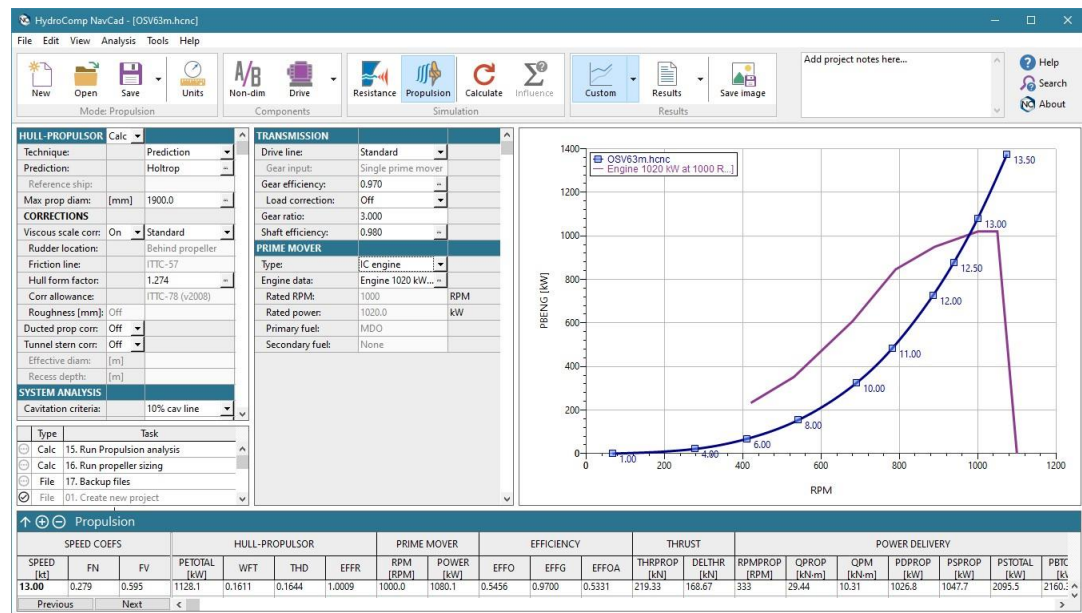 HydroComp NavCad - [OSV63m.hcnc]
File Edit View Analysis Tools Help
New Open Save Units Non-dim Drive Resistance Propulsion Calculate Influence Custom Results Save image
A/B
Mode: Propulsion Components Simulation Results
Add project notes here...
Help
Search
About
HULL-PROPULSOR Calc
Technique: Prediction
Prediction: Holtrop
Reference ship:
Max prop diam: [mm] 1900.0
CORRECTIONS
Viscous scale corr: On Standard
Rudder location: Behind propeller
Friction line: ITTC-57
Hull form factor: 1.274
Corr allowance: ITTC-78 (v2008)
Roughness [mm]: Off
Ducted prop corr: Off
Tunnel stern corr: Off
Effective diam: [m]
Recess depth: [m]
SYSTEM ANALYSIS
Cavitation criteria: 10% cav line
Type Task
Calc 15. Run Propulsion analysis
Calc 16. Run propeller sizing
File 17. Backup files
File 01. Create new project
TRANSMISSION
Drive line: Standard
Gear input: Single prime mover
Gear efficiency: 0.970
Load correction: Off
Gear ratio: 3.000
Shaft efficiency: 0.980
PRIME MOVER
Type: IC engine
Engine data: Engine 1020 kW...
Rated RPM: 1000 RPM
Rated power: 1020.0 kW
Primary fuel: MDO
Secondary fuel: None
OSV63m.hcnc
Engine 1020 kW at 1000 R...]
PBENG [kW]
1400
1200
1000
800
600
400
200
0
0 200 400 600 800 1000 1200
RPM
1.00
4.00
6.00
8.00
10.00
11.00
12.00
12.50
13.00
13.50
Propulsion
SPEED COEFS HULL-PROPULSOR PRIME MOVER EFFICIENCY THRUST POWER DELIVERY
SPEED [kt] FN FV PETOTAL [kW] WFT THD EFFR RPM [RPM] POWER [kW] EFFO EFFG EFFOA THRPROP [kN] DELTHR [kN] RPMPROP [RPM] QPROP [kN·m] QPM [kN·m] PDPROP [kW] PSPROP [kW] PSTOTAL [kW]
13.00 0.279 0.595 1128.1 0.1611 0.1644 1.0009 1000.0 1080.1 0.5456 0.9700 0.5331 219.33 168.67 333 29.44 10.31 1026.8 1047.7 2095.5 2160.
Previous Next